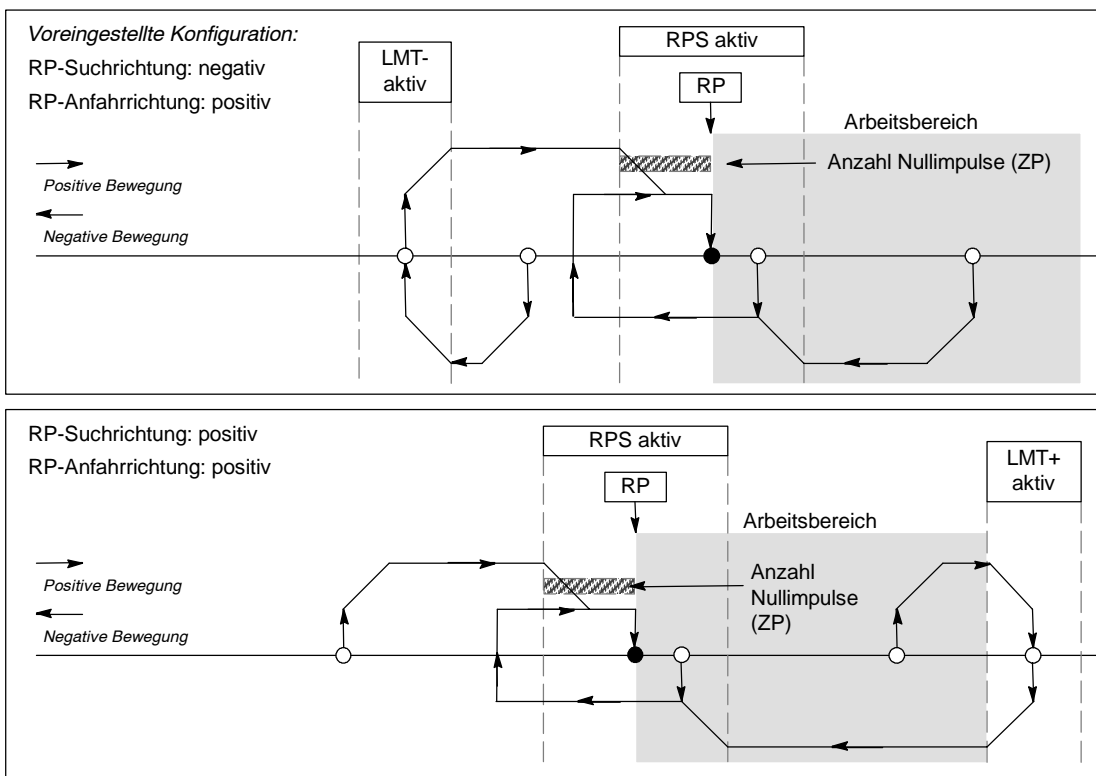 Voreingestellte Konfiguration:
RP-Suchrichtung: negativ
RP-Anfahrrichtung: positiv
LMT-
aktiv
RPS aktiv
RP
Arbeitsbereich
Anzahl Nullimpulse (ZP)
Positive Bewegung
Negative Bewegung
RP-Suchrichtung: positiv
RP-Anfahrrichtung: positiv
RPS aktiv
LMT+
aktiv
RP
Arbeitsbereich
Anzahl
Nullimpulse
(ZP)
Positive Bewegung
Negative Bewegung